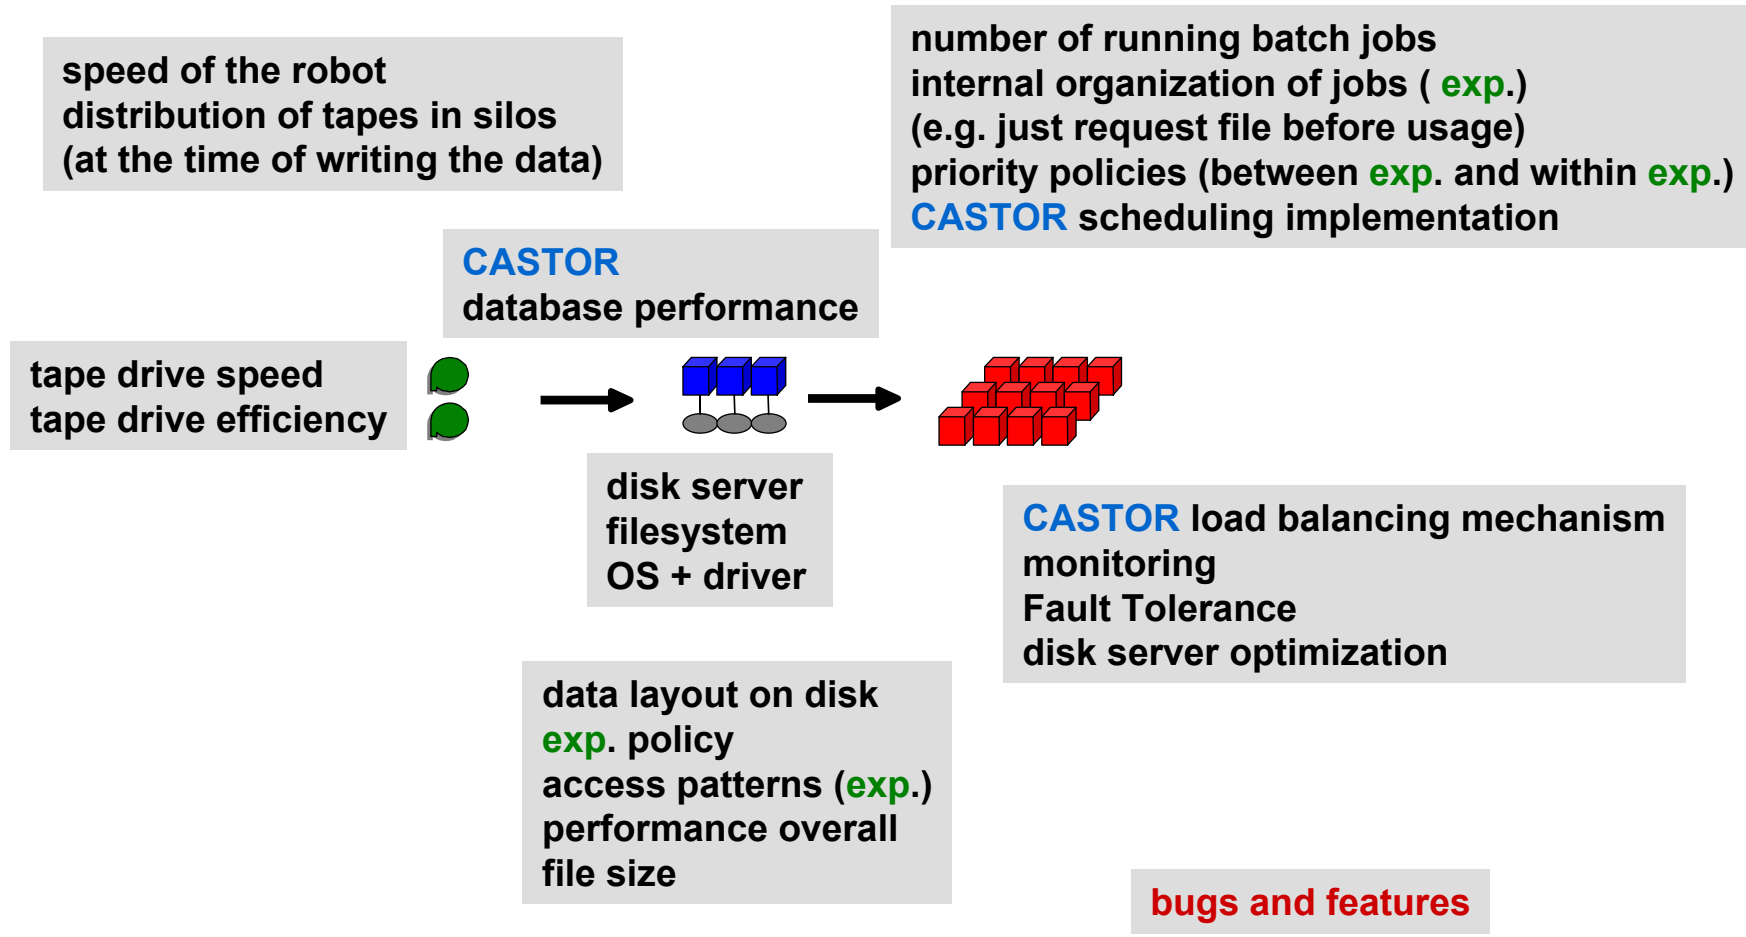 speed of the robot
distribution of tapes in silos
(at the time of writing the data)
number of running batch jobs
internal organization of jobs ( exp.)
(e.g. just request file before usage)
priority policies (between exp. and within exp.)
CASTOR scheduling implementation
CASTOR
database performance
tape drive speed
tape drive efficiency
disk server
filesystem
OS + driver
CASTOR load balancing mechanism
monitoring
Fault Tolerance
disk server optimization
data layout on disk
exp. policy
access patterns (exp.)
performance overall
file size
bugs and features